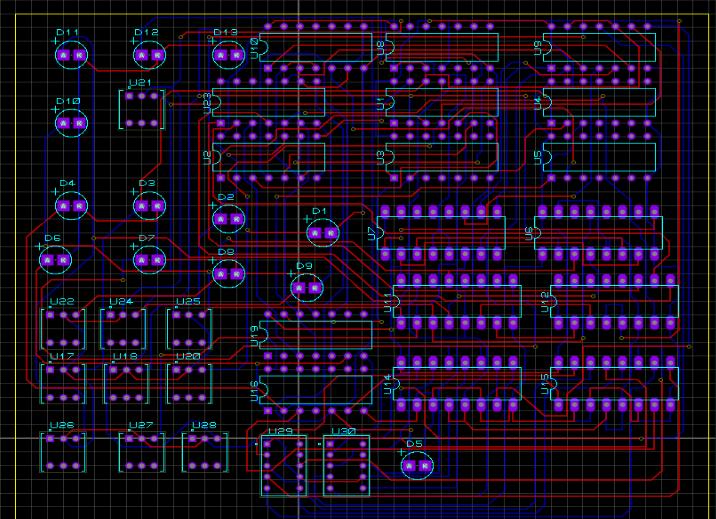 D11 D12 D13 U10 U8 U9
U21
D10 U23 U1 U4
U2 U3 U5
D4 D3 D2 D1
U7 U6
D6 D7 D8 D9
U22 U24 U25 U11 U12
U17 U18 U20 U19
U16 U14 U15
U26 U27 U28 U29 U30 D5